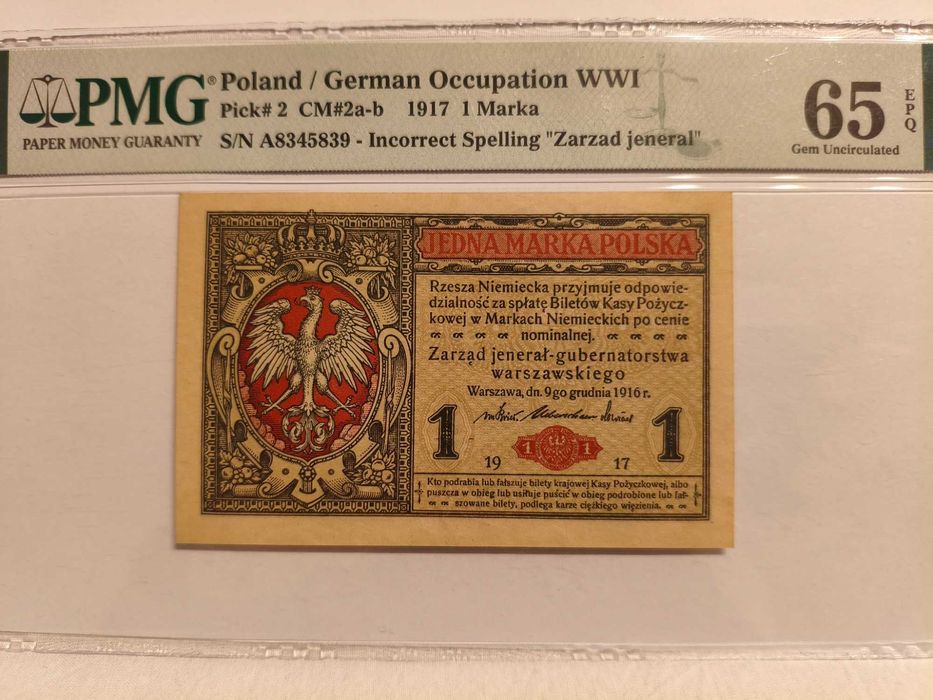 PMG®
PAPER MONEY GUARANTY
Poland / German Occupation WWI
Pick# 2 CM#2a-b 1917 1 Marka
S/N A8345839 - Incorrect Spelling "Zarzad jeneral"
65 EPQ
Gem Uncirculated
JEDNA MARKA POLSKA
Rzesza Niemiecka przyjmuje odpowie-
dzialność za spłatę Biletów Kasy Pożycz-
kowej w Markach Niemieckich po cenie
nominalnej.
Zarząd jenerał-gubernatorstwa
warszawskiego
Warszawa, dn. 9go grudnia 1916 r.
1 1
1 1
19 17
Kto podrabia lub fałszuje bilety krajowej Kasy Pożyczkowej, albo
puszcza w obieg lub usiłuje puścić w obieg podrobione lub fał-
szowane bilety, podlega karze ciężkiego więzienia.